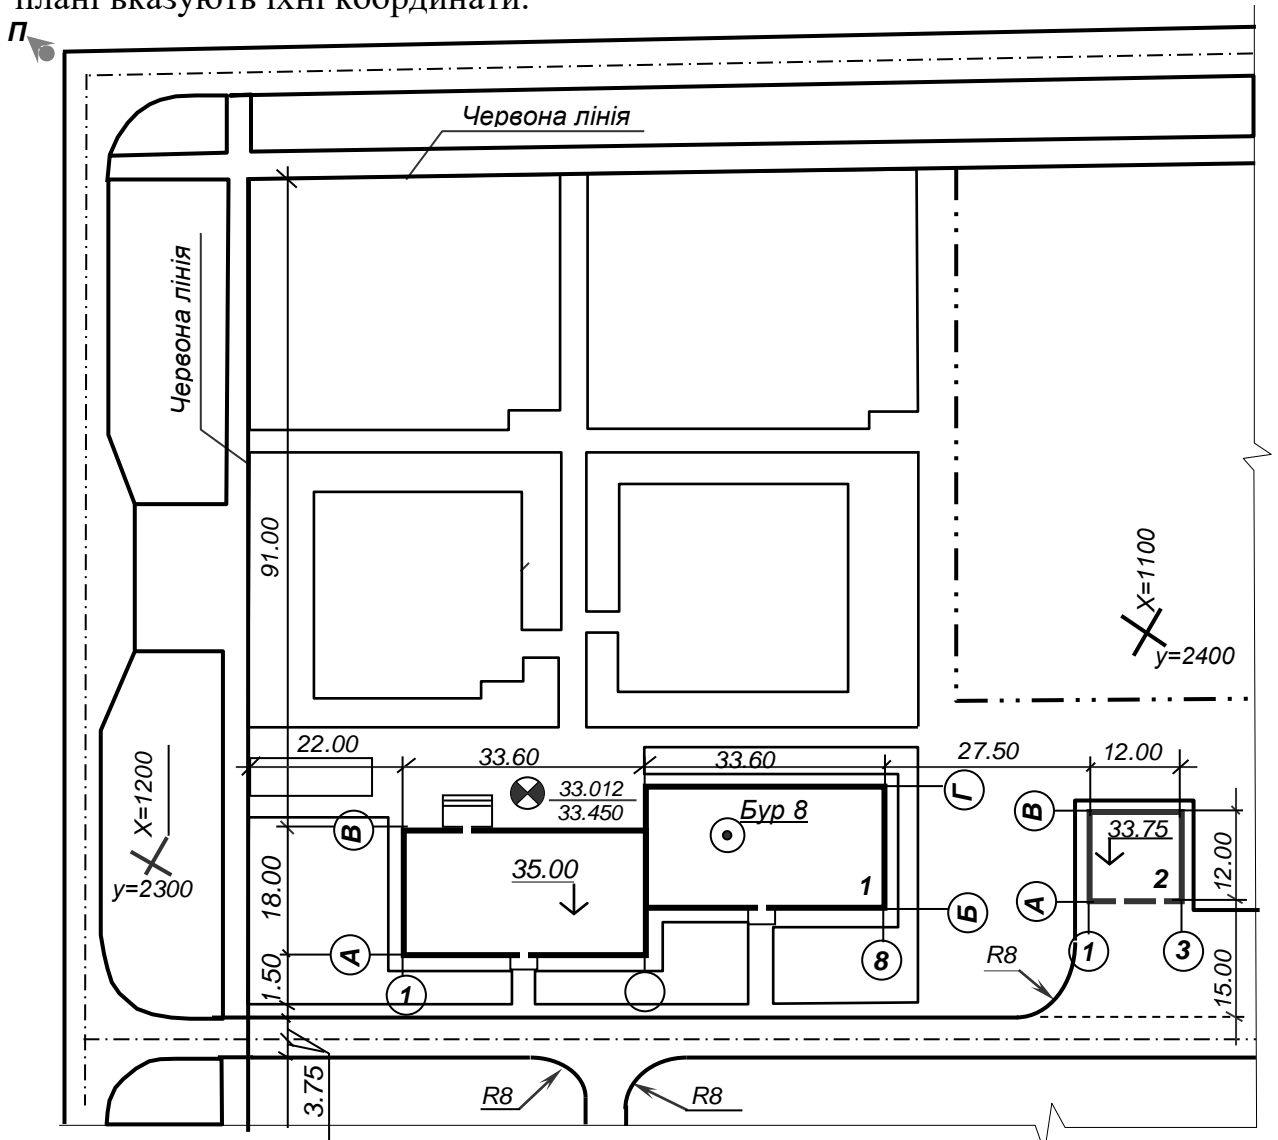 плані вказують їхні координати.
П
Червона лінія
Червона лінія
91.00
X=1100
y=2400
22.00
33.60
33.60
27.50
12.00
X=1200
y=2300
33.012
33.450
Бур 8
Г
В
В
33.75
35.00
12.00
18.00
1
2
А
Б
А
1.50
1
8
R8
1
3
15.00
3.75
R8
R8